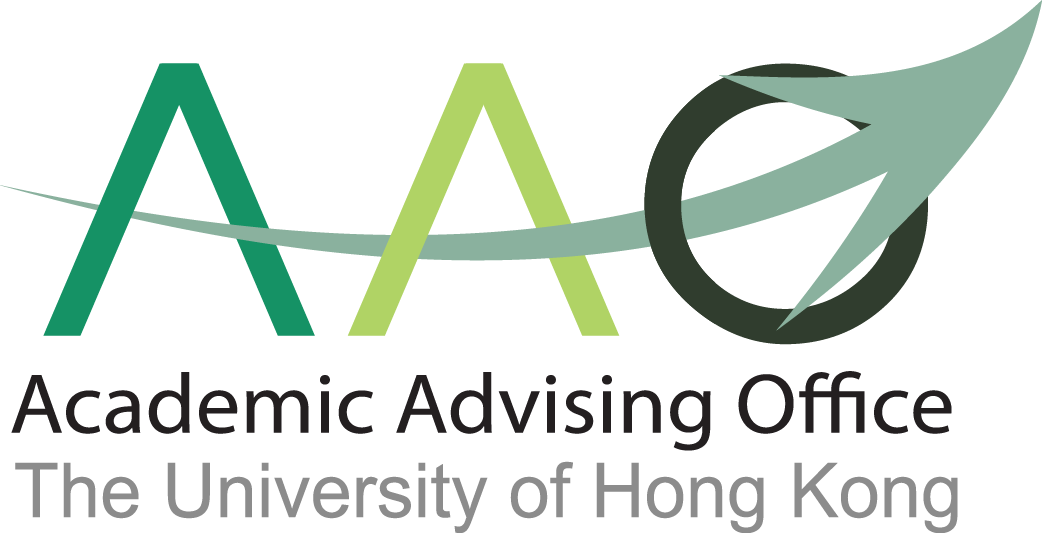 AAO
Academic Advising Office
The University of Hong Kong